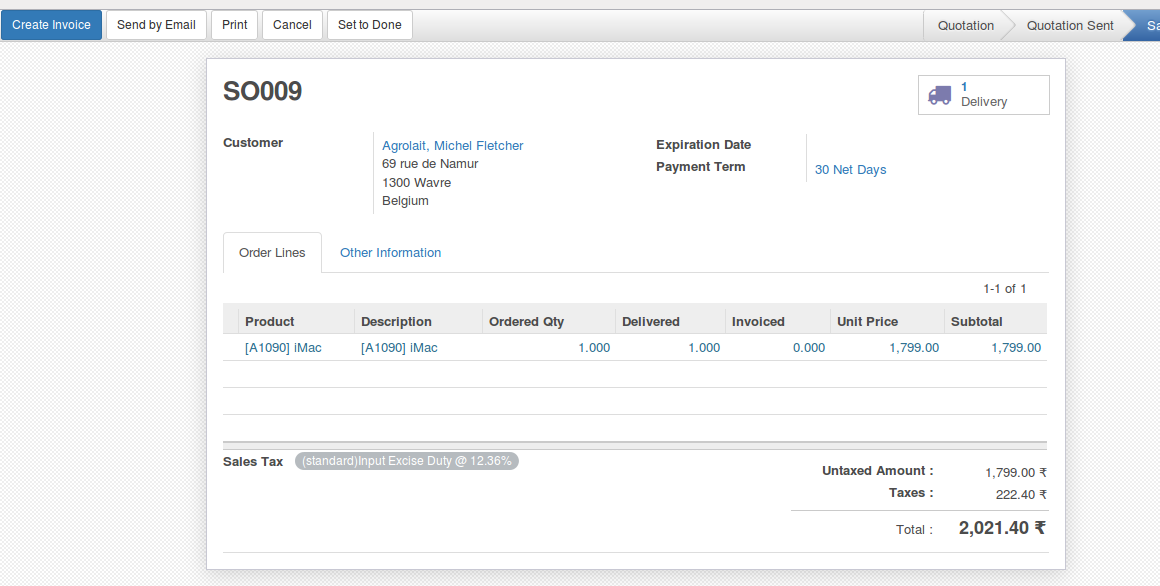 Create Invoice Send by Email Print Cancel Set to Done Quotation Quotation Sent
SO009
1
Delivery
Customer
Agrolait, Michel Fletcher
69 rue de Namur
1300 Wavre
Belgium
Expiration Date
Payment Term 30 Net Days
Order Lines Other Information
1-1 of 1
Product Description Ordered Qty Delivered Invoiced Unit Price Subtotal
[A1090] iMac [A1090] iMac 1.000 1.000 0.000 1,799.00 1,799.00
Sales Tax (standard)Input Excise Duty @ 12.36%
Untaxed Amount : 1,799.00 ₹
Taxes : 222.40 ₹
Total : 2,021.40 ₹